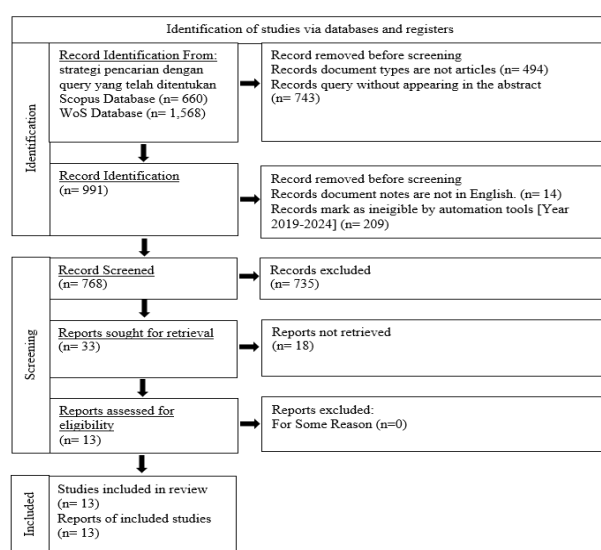 Identification of studies via databases and registers
Identification
Record Identification From:
strategi pencarian dengan
query yang telah ditentukan
Scopus Database (n= 660)
WoS Database (n= 1,568)
Record removed before screening
Records document types are not articles (n= 494)
Records query without appearing in the abstract
(n= 743)
Record Identification
(n= 991)
Record removed before screening
Records document notes are not in English. (n= 14)
Records mark as ineigible by automation tools [Year
2019-2024] (n= 209)
Screening
Record Screened
(n= 768)
Records excluded
(n= 735)
Reports sought for retrieval
(n= 33)
Reports not retrieved
(n= 18)
Reports assessed for
eligibility
(n= 13)
Reports excluded:
For Some Reason (n=0)
Included
Studies included in review
(n= 13)
Reports of included studies
(n= 13)